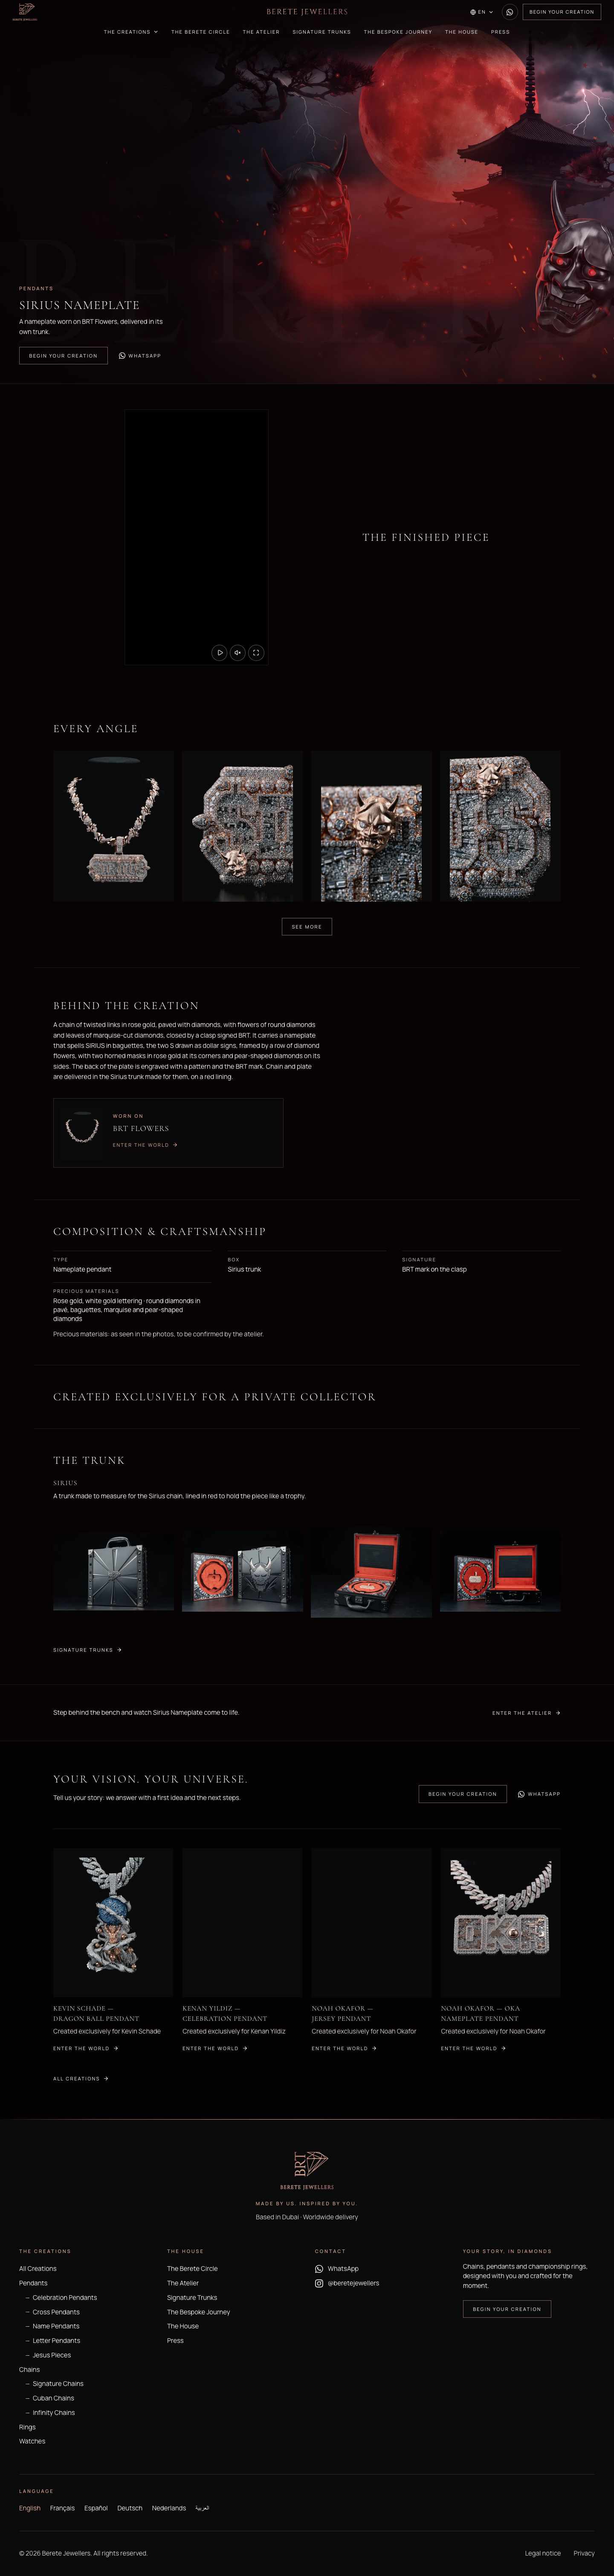 BERETE JEWELLERS
EN
BEGIN YOUR CREATION
THE CREATIONS
THE BERETE CIRCLE
THE ATELIER
SIGNATURE TRUNKS
THE BESPOKE JOURNEY
THE HOUSE
PRESS
PENDANTS
SIRIUS NAMEPLATE
A nameplate worn on BRT Flowers, delivered in its
own trunk.
BEGIN YOUR CREATION
WHATSAPP
THE FINISHED PIECE
EVERY ANGLE
SEE MORE
BEHIND THE CREATION
A chain of twisted links in rose gold, paved with diamonds, with flowers of round diamonds
and leaves of marquise-cut diamonds, closed by a clasp signed BRT. It carries a nameplate
that spells SIRIUS in baguettes, the two S drawn as dollar signs, framed by a row of diamond
flowers, with two horned masks in rose gold at its corners and pear-shaped diamonds on its
sides. The back of the plate is engraved with a pattern and the BRT mark. Chain and plate
are delivered in the Sirius trunk made for them, on a red lining.
WORN ON
BRT FLOWERS
ENTER THE WORLD
COMPOSITION & CRAFTSMANSHIP
TYPE
Nameplate pendant
BOX
Sirius trunk
SIGNATURE
BRT mark on the clasp
PRECIOUS MATERIALS
Rose gold, white gold lettering · round diamonds in
pavé, baguettes, marquise and pear-shaped
diamonds
Precious materials: as seen in the photos, to be confirmed by the atelier.
CREATED EXCLUSIVELY FOR A PRIVATE COLLECTOR
THE TRUNK
SIRIUS
A trunk made to measure for the Sirius chain, lined in red to hold the piece like a trophy.
SIGNATURE TRUNKS
Step behind the bench and watch Sirius Nameplate come to life.
ENTER THE ATELIER
YOUR VISION. YOUR UNIVERSE.
Tell us your story: we answer with a first idea and the next steps.
BEGIN YOUR CREATION
WHATSAPP
KEVIN SCHADE —
DRAGON BALL PENDANT
Created exclusively for Kevin Schade
ENTER THE WORLD
KENAN YILDIZ —
CELEBRATION PENDANT
Created exclusively for Kenan Yildiz
ENTER THE WORLD
NOAH OKAFOR —
JERSEY PENDANT
Created exclusively for Noah Okafor
ENTER THE WORLD
NOAH OKAFOR — OKA
NAMEPLATE PENDANT
Created exclusively for Noah Okafor
ENTER THE WORLD
ALL CREATIONS
BRT
BERETE JEWELLERS
MADE BY US, INSPIRED BY YOU.
Based in Dubai · Worldwide delivery
THE CREATIONS
All Creations
Pendants
— Celebration Pendants
— Cross Pendants
— Name Pendants
— Letter Pendants
— Jesus Pieces
Chains
— Signature Chains
— Cuban Chains
— Infinity Chains
Rings
Watches
THE HOUSE
The Berete Circle
The Atelier
Signature Trunks
The Bespoke Journey
The House
Press
CONTACT
WhatsApp
@beretejewellers
YOUR STORY, IN DIAMONDS
Chains, pendants and championship rings,
designed with you and crafted for the
moment.
BEGIN YOUR CREATION
LANGUAGE
English
Français
Español
Deutsch
Nederlands
العربية
© 2026 Berete Jewellers. All rights reserved.
Legal notice
Privacy